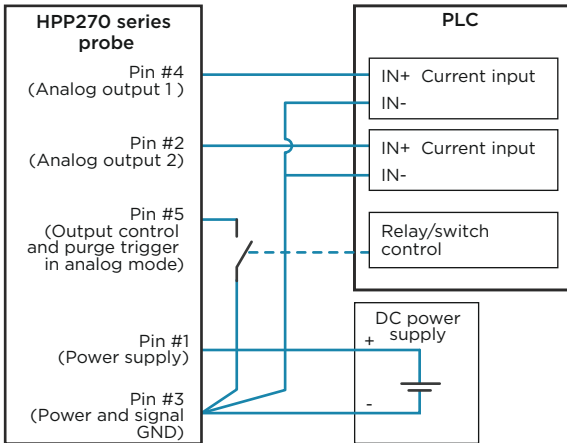 HPP270 series
probe
Pin #4
(Analog output 1 )
Pin #2
(Analog output 2)
Pin #5
(Output control
and purge trigger
in analog mode)
Pin #1
(Power supply)
Pin #3
(Power and signal
GND)
PLC
IN+ Current input
IN-
IN+ Current input
IN-
Relay/switch
control
DC power
supply
+
-